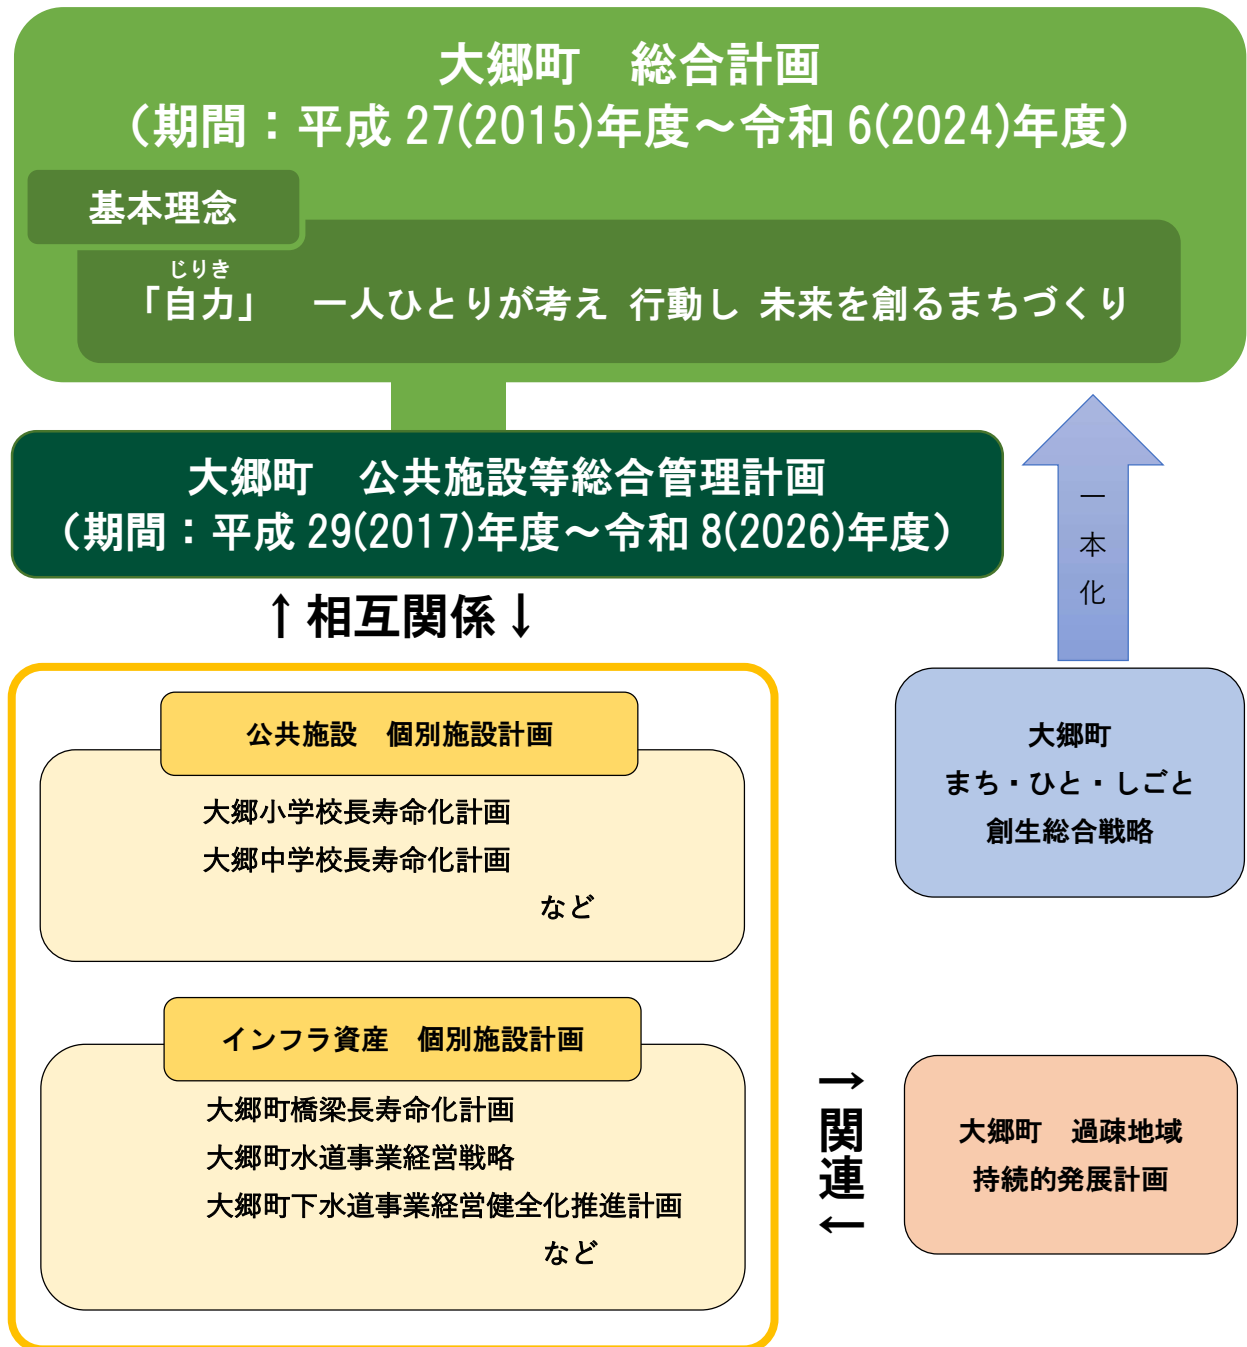 大郷町　総合計画
（期間：平成 27(2015)年度～令和 6(2024)年度）
基本理念
じりき
「自力」　一人ひとりが考え 行動し 未来を創るまちづくり
大郷町　公共施設等総合管理計画
（期間：平成 29(2017)年度～令和 8(2026)年度）
一
本
化
↑相互関係↓
公共施設　個別施設計画
大郷小学校長寿命化計画
大郷中学校長寿命化計画
など
大郷町
まち・ひと・しごと
創生総合戦略
インフラ資産　個別施設計画
大郷町橋梁長寿命化計画
大郷町水道事業経営戦略
大郷町下水道事業経営健全化推進計画
など
→
関
連
←
大郷町　過疎地域
持続的発展計画